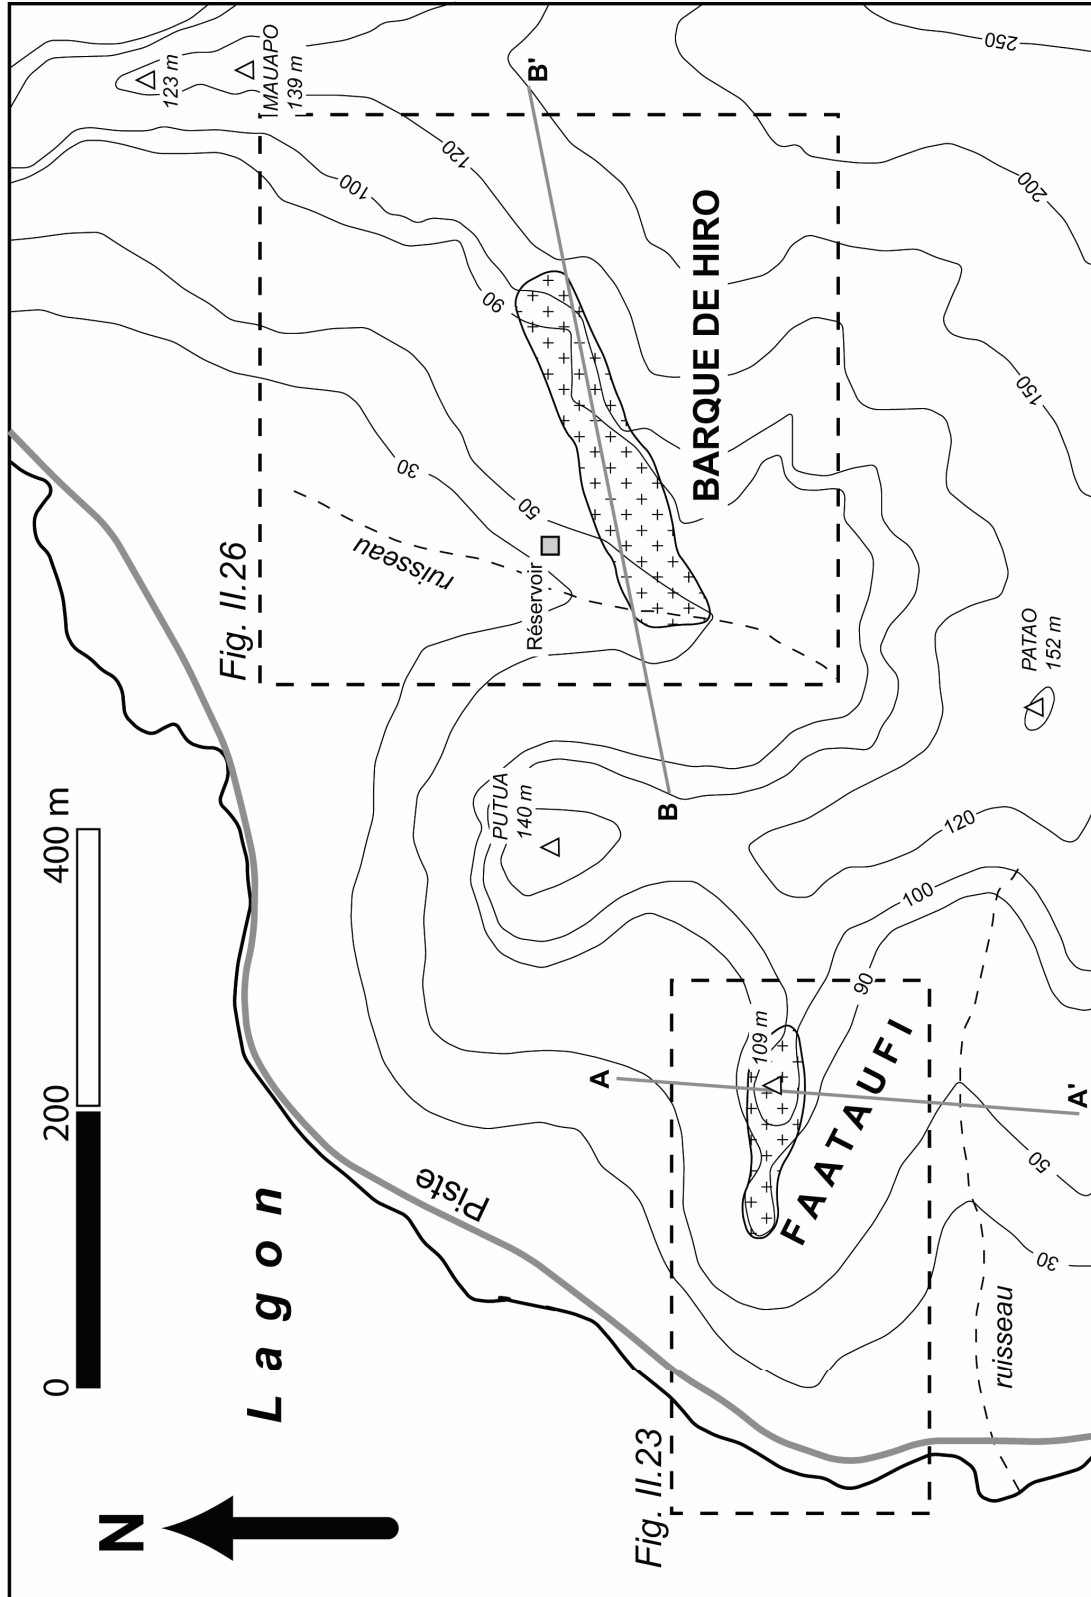 N
0
200
400 m
Lagon
Piste
Fig. II.26
Fig. II.23
123 m
MAUAPO
139 m
B'
B
250
200
150
120
100
90
50
30
ruisseau
Réservoir
BARQUE DE HIRO
PUTUA
140 m
PATAO
152 m
120
100
90
109 m
A
A'
FAATAUFI
50
30
ruisseau